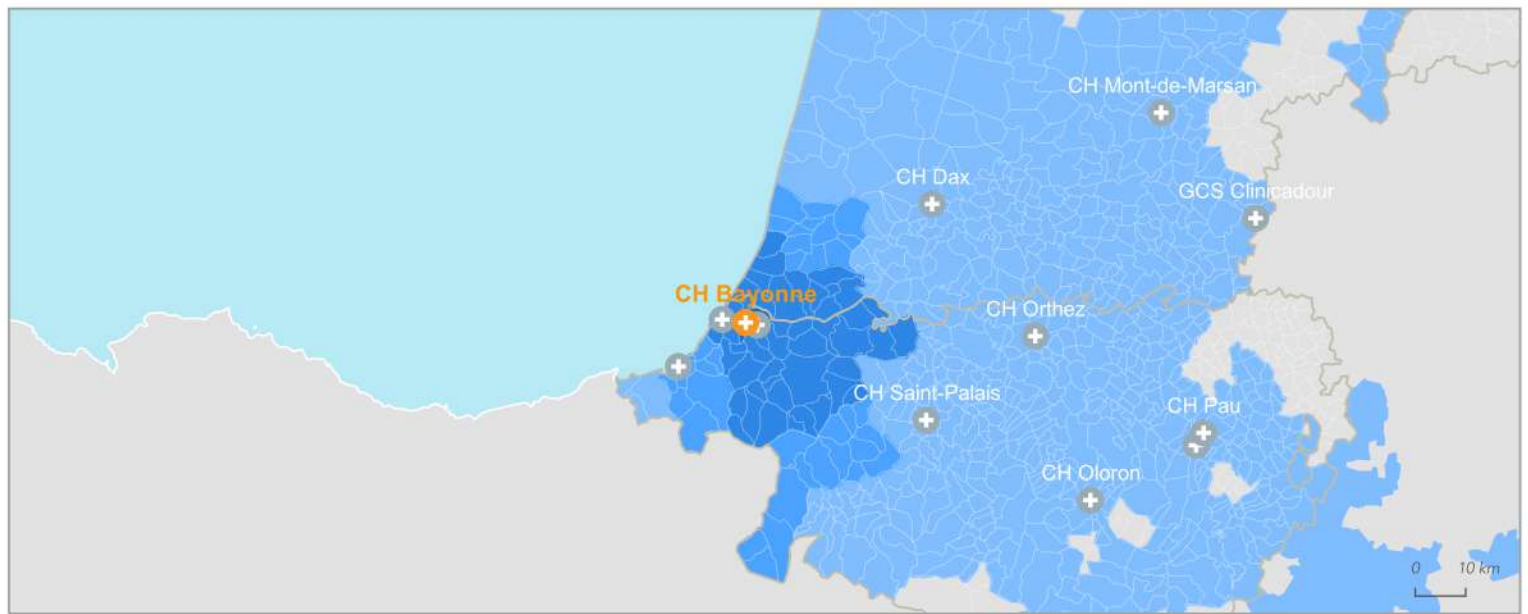 CH Mont-de-Marsan
CH Dax
GCS Clinicadour
CH Bayonne
CH Orthez
CH Saint-Palais
CH Pau
CH Oloron
0 10 km